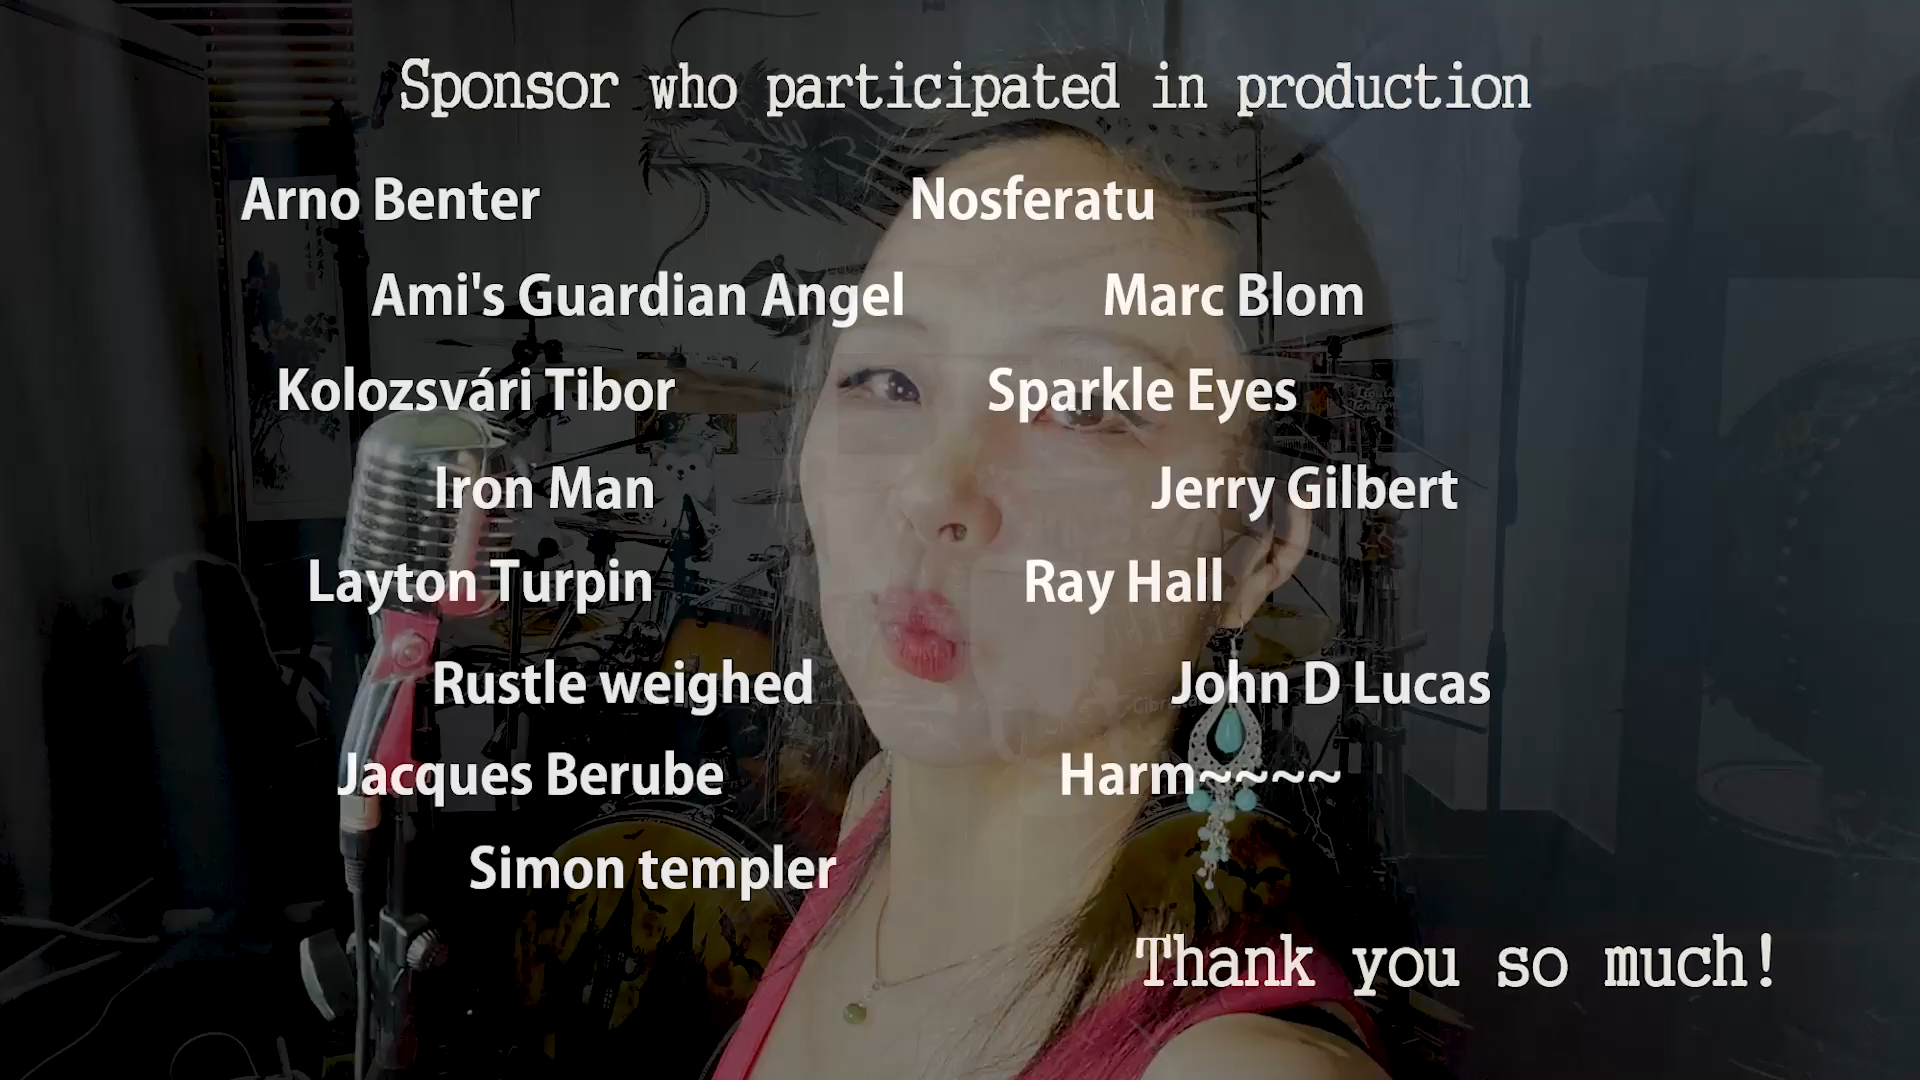 Sponsor who participated in production
Arno Benter
Nosferatu
Ami's Guardian Angel
Marc Blom
Kolozsvári Tibor
Sparkle Eyes
Iron Man
Jerry Gilbert
Layton Turpin
Ray Hall
Rustle weighed
John D Lucas
Jacques Berube
Harm~~~~
Simon templer
Thank you so much!